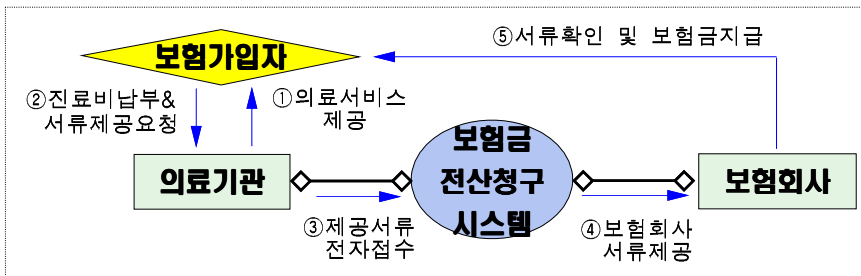 ⑤서류확인 및 보험금지급
보험가입자
②진료비납부&
서류제공요청
①의료서비스
제공
의료기관
보험금
전산청구
시스템
보험회사
③제공서류
전자접수
④보험회사
서류제공